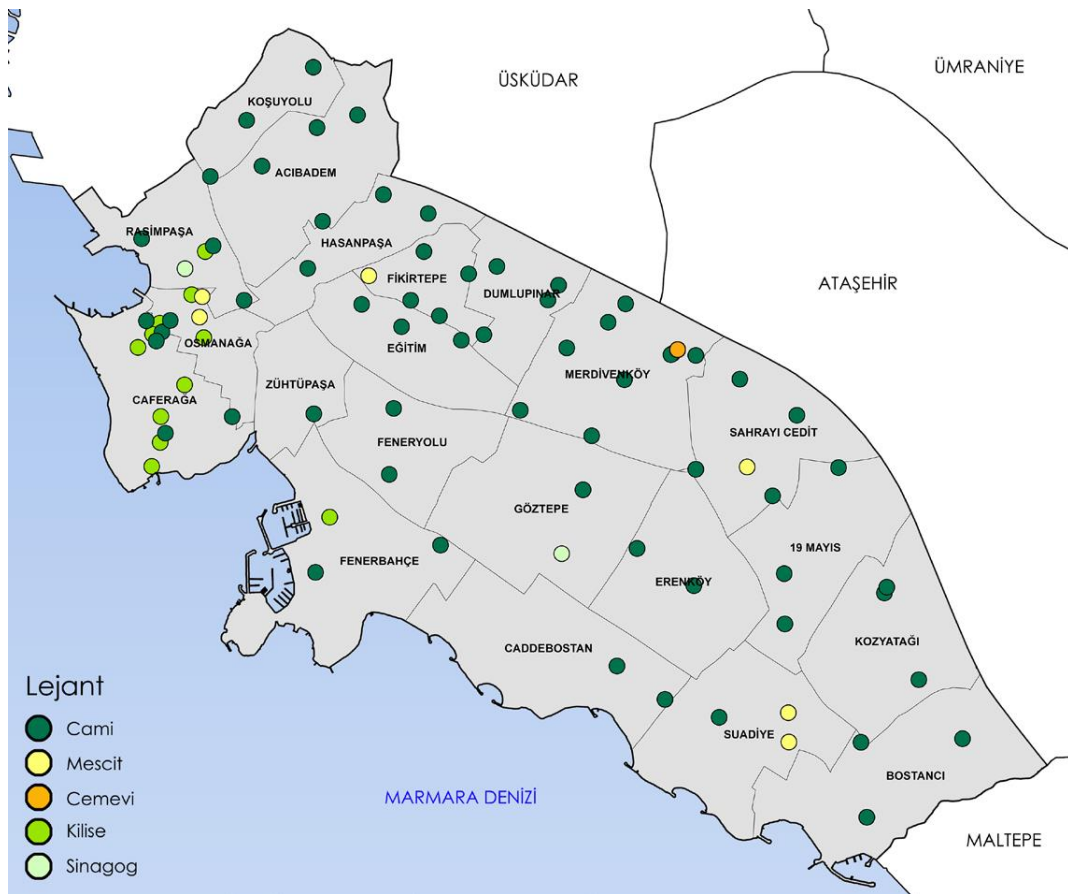 ÜMRANİYE
ÜSKÜDAR
KOŞUYOLU
ACIBADEM
RASİMPAŞA
HASANPAŞA
FİKİRTEPE
DUMLUPINAR
ATAŞEHİR
OSMANAĞA
EĞİTİM
MERDİVENKÖY
ZÜHTÜPAŞA
CAFERAĞA
SAHRAYI CEDİT
FENERYOLU
GÖZTEPE
19 MAYIS
FENERBAHÇE
ERENKÖY
KOZYATAĞI
CADDEBOSTAN
SUADİYE
BOSTANCI
MARMARA DENİZİ
MALTEPE
Lejant
Cami
Mescit
Cemevi
Kilise
Sinagog